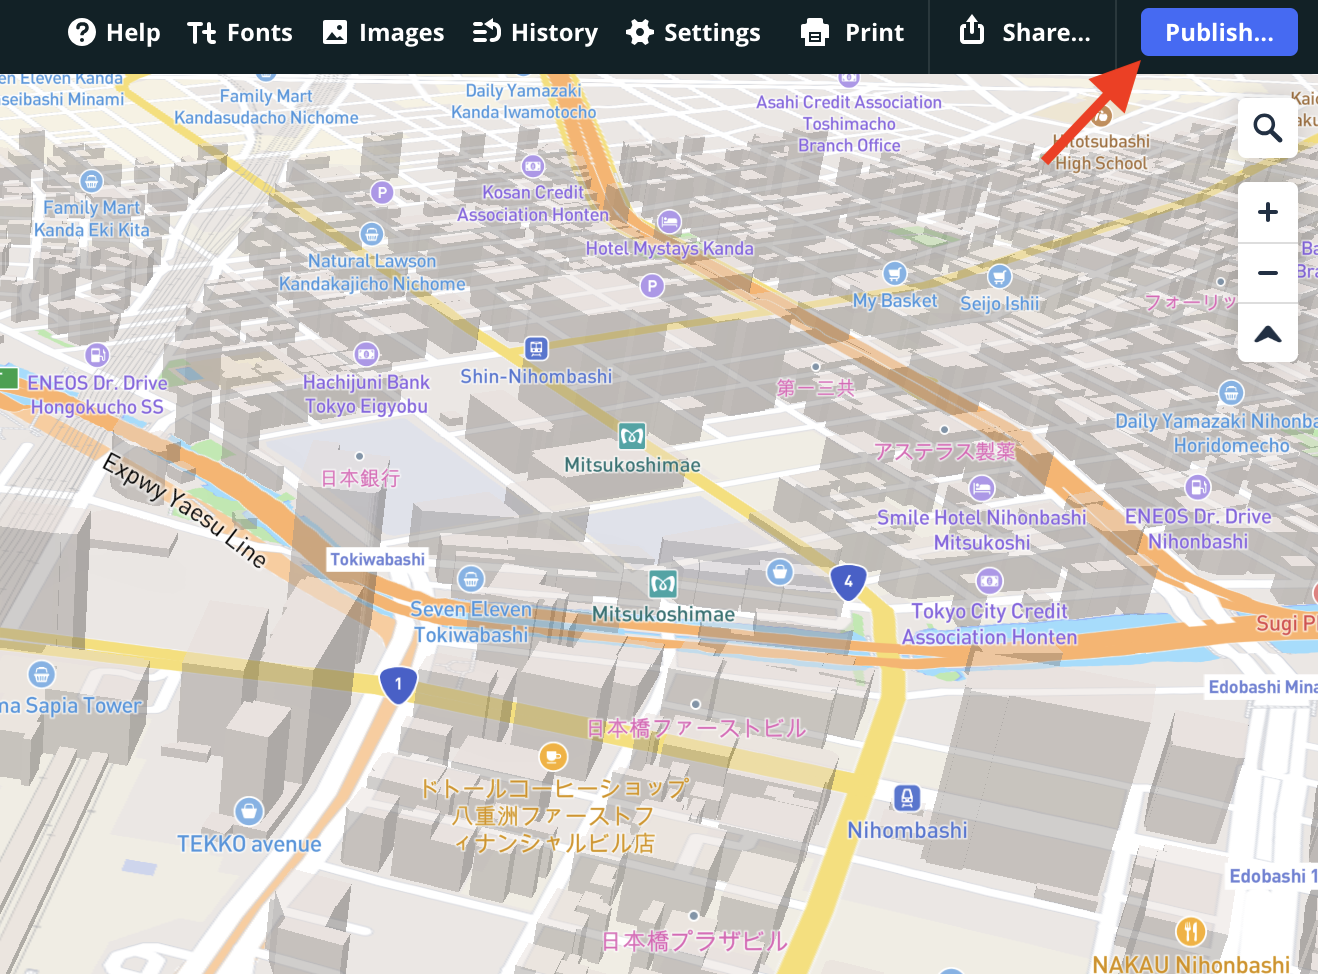 Help
Fonts
Images
History
Settings
Print
Share...
Publish...
en Eleven Kanda
seibashi Minami
Family Mart
Kandasudacho Nichome
Daily Yamazaki
Kanda Iwamotocho
Asahi Credit Association
Toshimacho
Branch Office
Hitotsubashi
High School
Kaic
aku
P
Kosan Credit
Association Honten
Family Mart
Kanda Eki Kita
Hotel Mystays Kanda
Natural Lawson
Kandakajicho Nichome
P
My Basket
Seijo Ishii
Ba
Bra
フォーリッ
ENEOS Dr. Drive
Hongokucho SS
Hachijuni Bank
Tokyo Eigyobu
Shin-Nihombashi
第一三共
Daily Yamazaki Nihonba
Horidomecho
Mitsukoshimae
アステラス製薬
日本銀行
Expwy Yaesu Line
Smile Hotel Nihonbashi
Mitsukoshi
ENEOS Dr. Drive
Nihonbashi
Tokiwabashi
Seven Eleven
Tokiwabashi
Mitsukoshimae
4
Tokyo City Credit
Association Honten
Sugi P
1
Edobashi Mina
ma Sapia Tower
日本橋ファーストビル
ドトールコーヒーショップ
八重洲ファーストフ
ィナンシャルビル店
TEKKO avenue
Nihombashi
Edobashi 1
日本橋プラザビル
NAKAU Nihonbashi